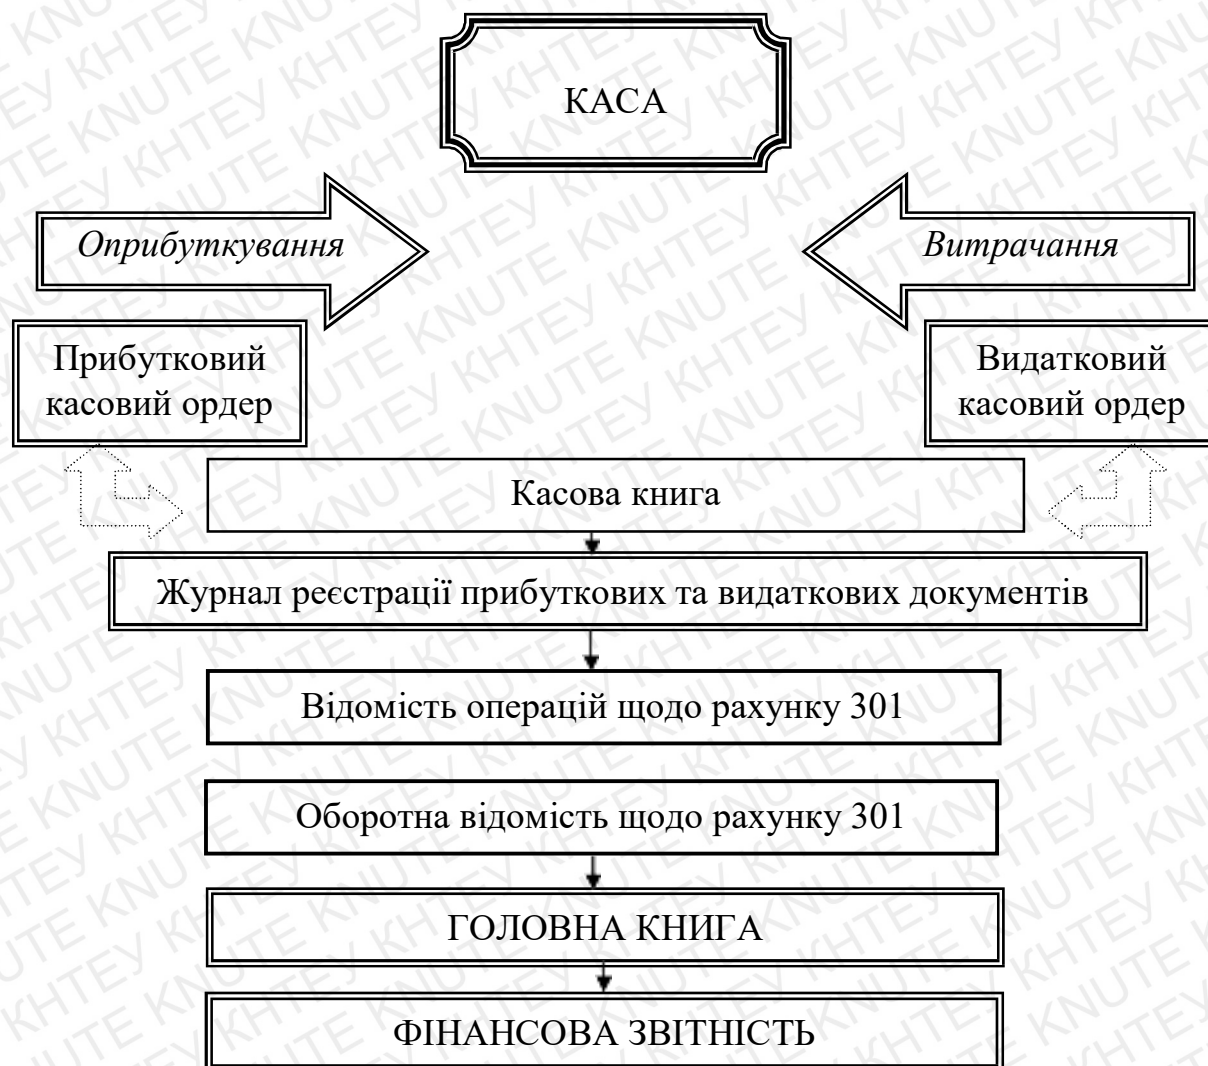 КАСА
Оприбуткування
Витрачання
Прибутковий
касовий ордер
Видатковий
касовий ордер
Касова книга
Журнал реєстрації прибуткових та видаткових документів
Відомість операцій щодо рахунку 301
Оборотна відомість щодо рахунку 301
ГОЛОВНА КНИГА
ФІНАНСОВА ЗВІТНІСТЬ